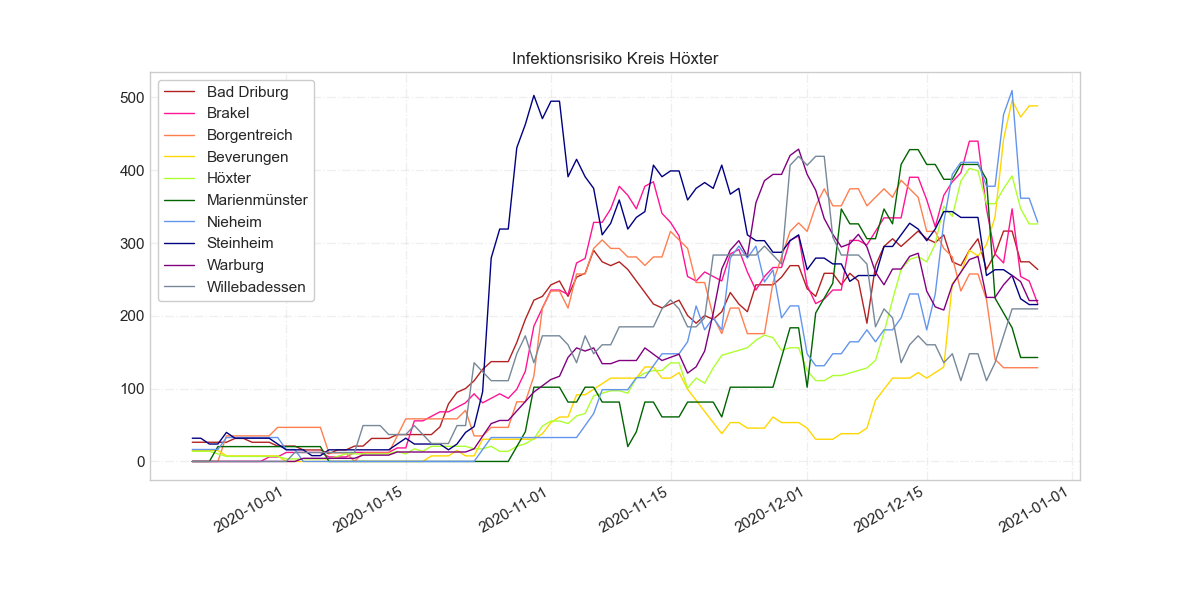 Infektionsrisiko Kreis Höxter
500
400
300
200
100
0
Bad Driburg
Brakel
Borgentreich
Beverungen
Höxter
Marienmünster
Nieheim
Steinheim
Warburg
Willebadessen
2020-10-01
2020-10-15
2020-11-01
2020-11-15
2020-12-01
2020-12-15
2021-01-01